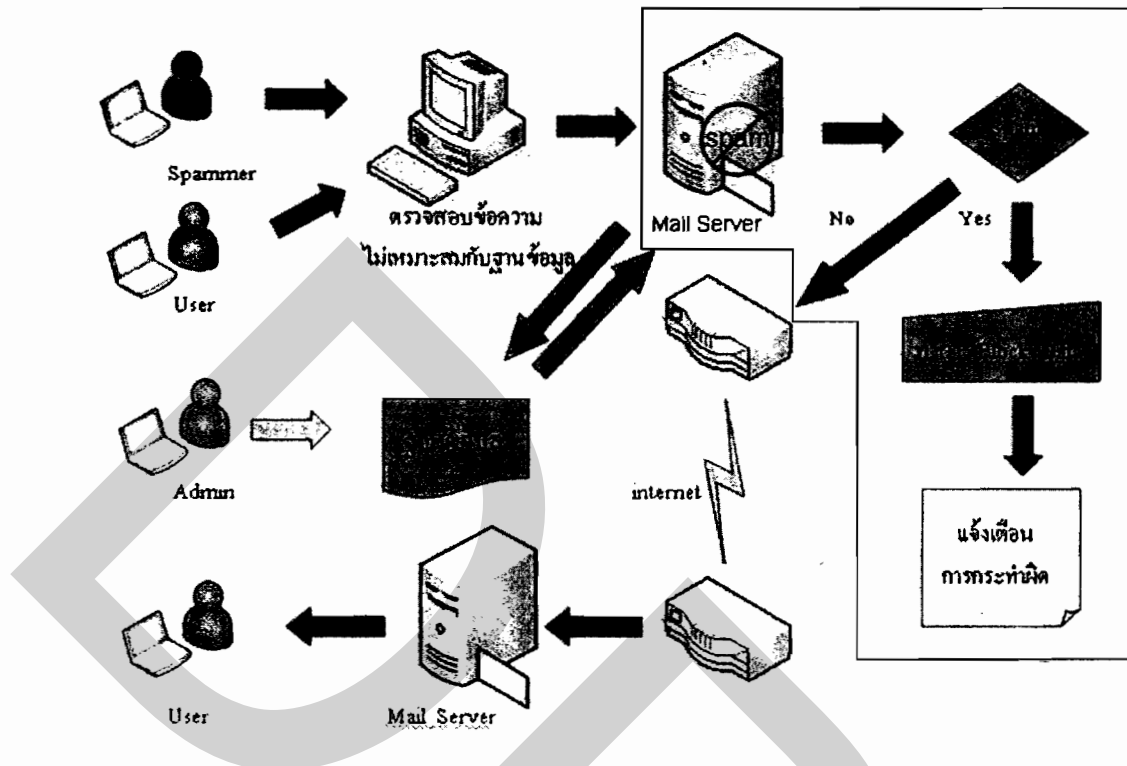 Spammer
User
ตรวจสอบข้อความ
ไม่เหมาะสมกับฐานข้อมูล
spam
Mail Server
No
Yes
Admin
internet
แจ้งเตือน
การกระทำผิด
User
Mail Server